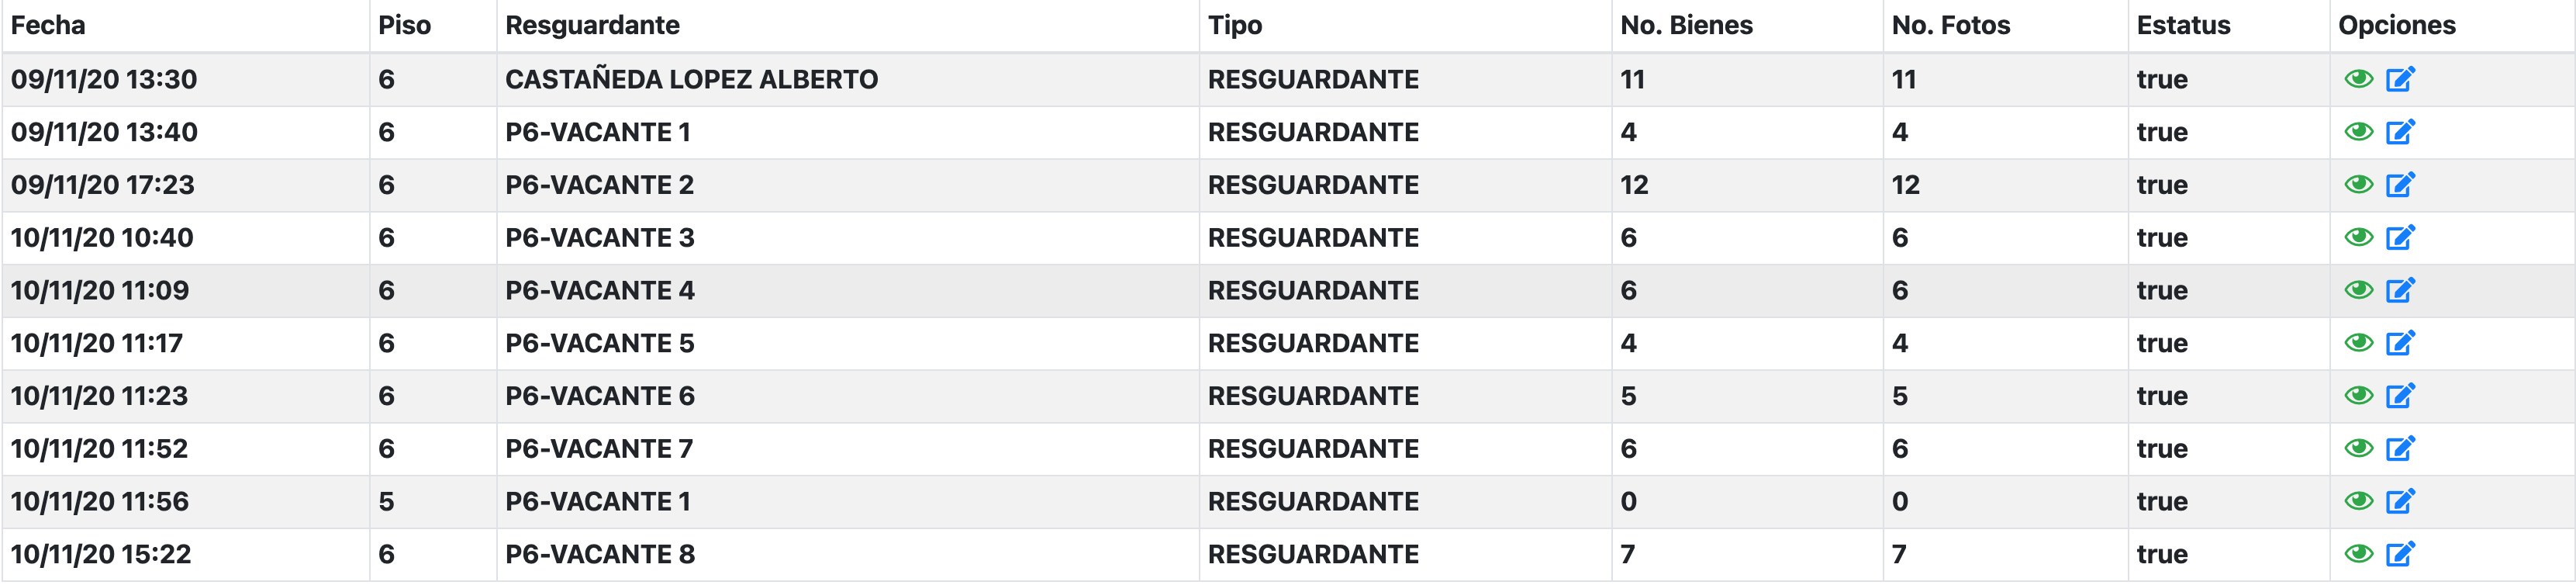 Fecha Piso Resguardante Tipo No. Bienes No. Fotos Estatus Opciones
09/11/20 13:30 6 CASTAÑEDA LOPEZ ALBERTO RESGUARDANTE 11 11 true
09/11/20 13:40 6 P6-VACANTE 1 RESGUARDANTE 4 4 true
09/11/20 17:23 6 P6-VACANTE 2 RESGUARDANTE 12 12 true
10/11/20 10:40 6 P6-VACANTE 3 RESGUARDANTE 6 6 true
10/11/20 11:09 6 P6-VACANTE 4 RESGUARDANTE 6 6 true
10/11/20 11:17 6 P6-VACANTE 5 RESGUARDANTE 4 4 true
10/11/20 11:23 6 P6-VACANTE 6 RESGUARDANTE 5 5 true
10/11/20 11:52 6 P6-VACANTE 7 RESGUARDANTE 6 6 true
10/11/20 11:56 5 P6-VACANTE 1 RESGUARDANTE 0 0 true
10/11/20 15:22 6 P6-VACANTE 8 RESGUARDANTE 7 7 true